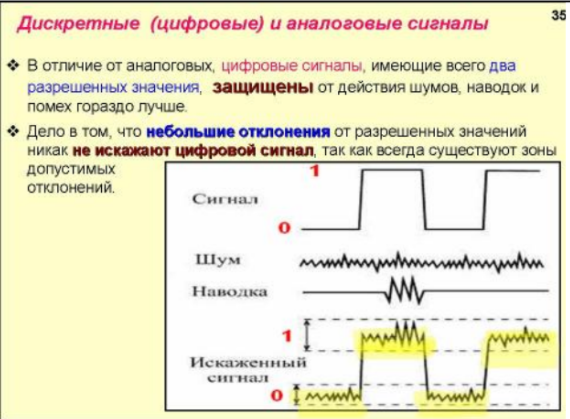 35
Дискретные (цифровые) и аналоговые сигналы
❖ В отличие от аналоговых, цифровые сигналы, имеющие всего два
разрешенных значения, защищены от действия шумов, наводок и
помех гораздо лучше.
❖ Дело в том, что небольшие отклонения от разрешенных значений
никак не искажают цифровой сигнал, так как всегда существуют зоны
допустимых
отклонений.
1
Сигнал
0
Шум
Наводка
1
Искаженный
сигнал
0